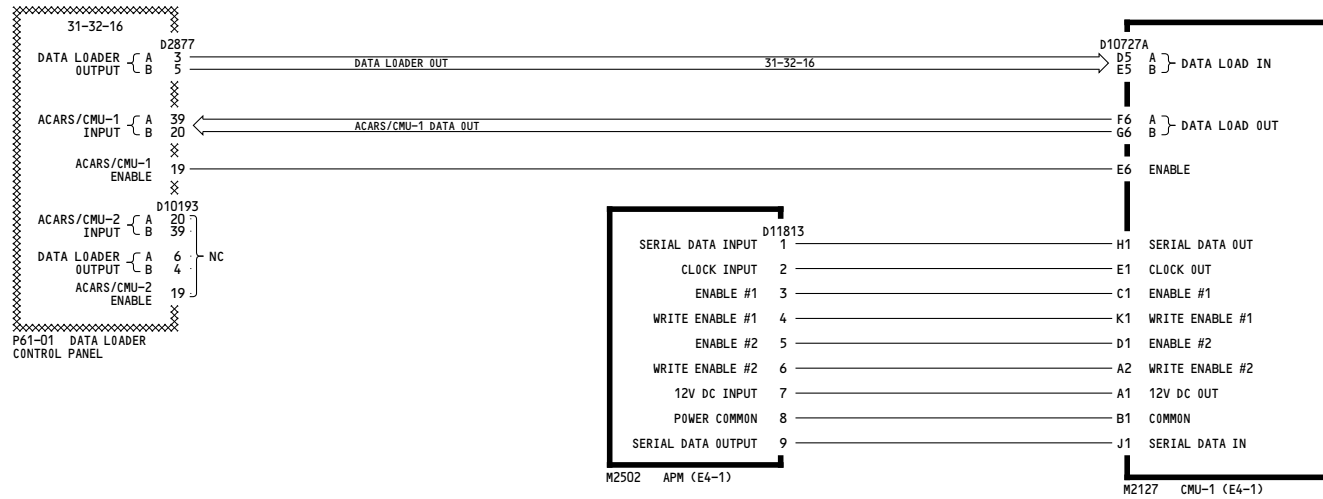 31-32-16
D2877
DATA LOADER OUTPUT A 3
B 5
DATA LOADER OUT 31-32-16
D10727A
D5 A
E5 B
DATA LOAD IN
ACARS/CMU-1 INPUT A 39
B 20
ACARS/CMU-1 DATA OUT
F6 A
G6 B
DATA LOAD OUT
ACARS/CMU-1 ENABLE 19
E6 ENABLE
D10193
ACARS/CMU-2 INPUT A 20
B 39
DATA LOADER OUTPUT A 6
B 4
NC
ACARS/CMU-2 ENABLE 19
P61-01 DATA LOADER
CONTROL PANEL
D11813
SERIAL DATA INPUT 1 H1 SERIAL DATA OUT
CLOCK INPUT 2 E1 CLOCK OUT
ENABLE #1 3 C1 ENABLE #1
WRITE ENABLE #1 4 K1 WRITE ENABLE #1
ENABLE #2 5 D1 ENABLE #2
WRITE ENABLE #2 6 A2 WRITE ENABLE #2
12V DC INPUT 7 A1 12V DC OUT
POWER COMMON 8 B1 COMMON
SERIAL DATA OUTPUT 9 J1 SERIAL DATA IN
M2502 APM (E4-1)
M2127 CMU-1 (E4-1)